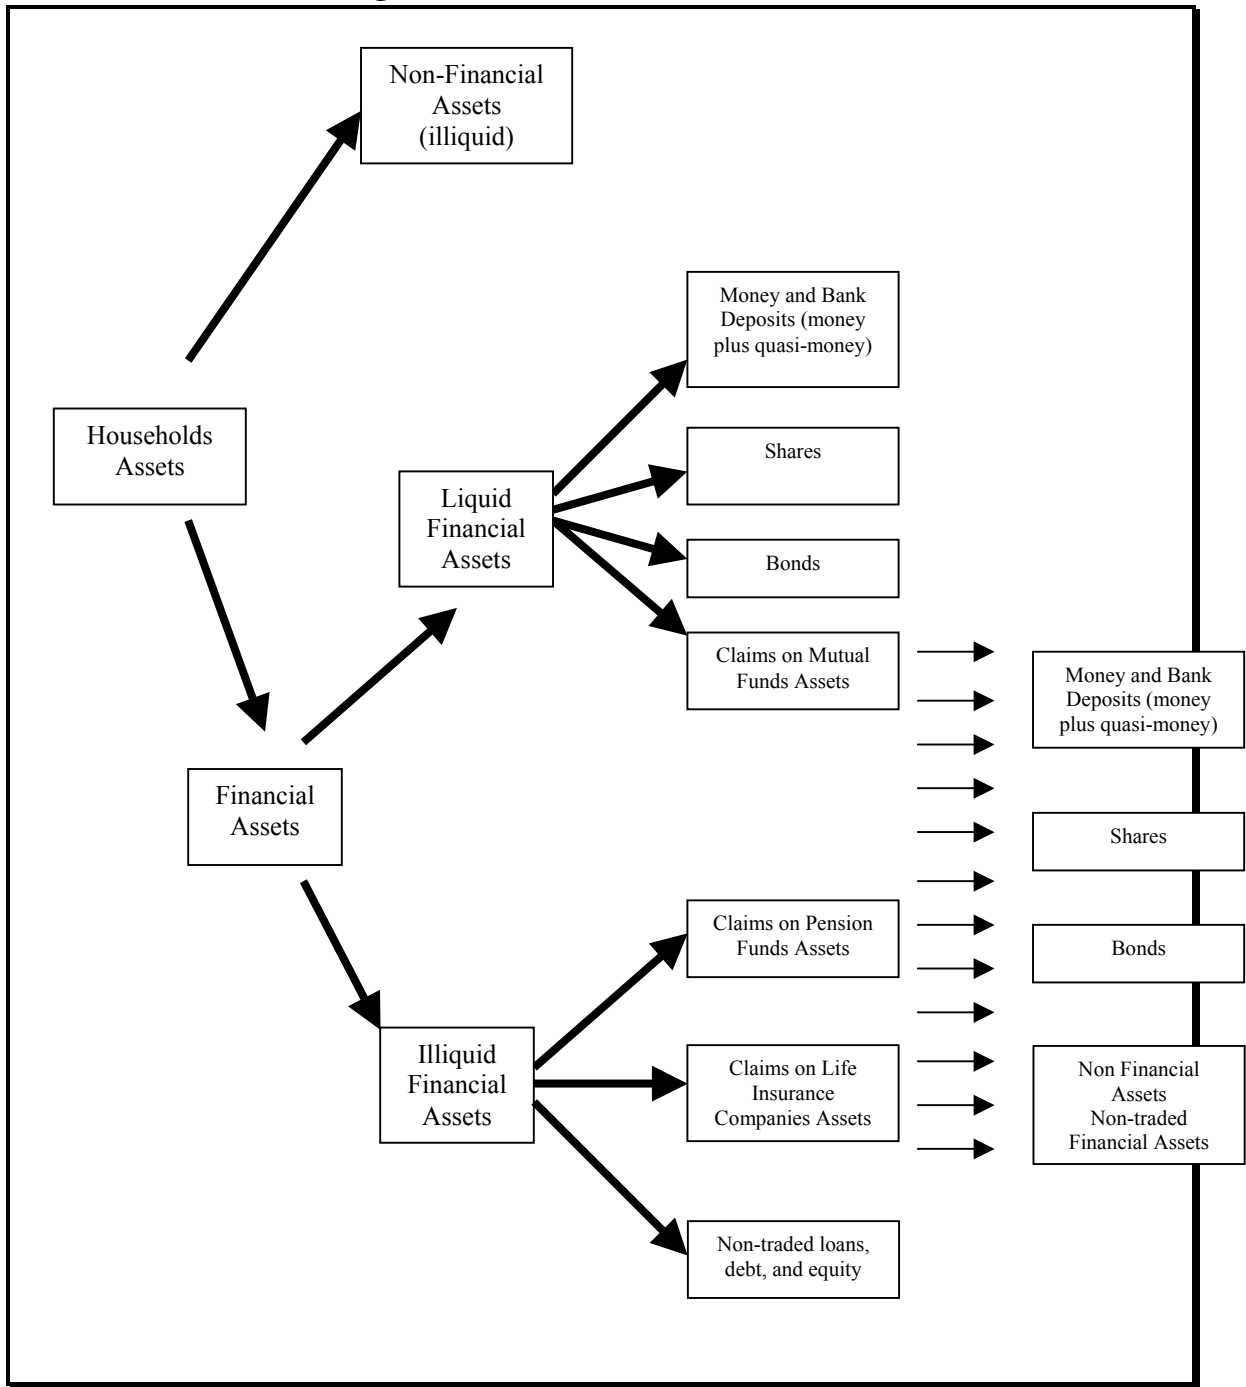 Non-Financial
Assets
(illiquid)
Money and Bank
Deposits (money
plus quasi-money)
Households
Assets
Shares
Liquid
Financial
Assets
Bonds
Claims on Mutual
Funds Assets
Money and Bank
Deposits (money
plus quasi-money)
Financial
Assets
Shares
Claims on Pension
Funds Assets
Bonds
Illiquid
Financial
Assets
Claims on Life
Insurance
Companies Assets
Non Financial
Assets
Non-traded
Financial Assets
Non-traded loans,
debt, and equity